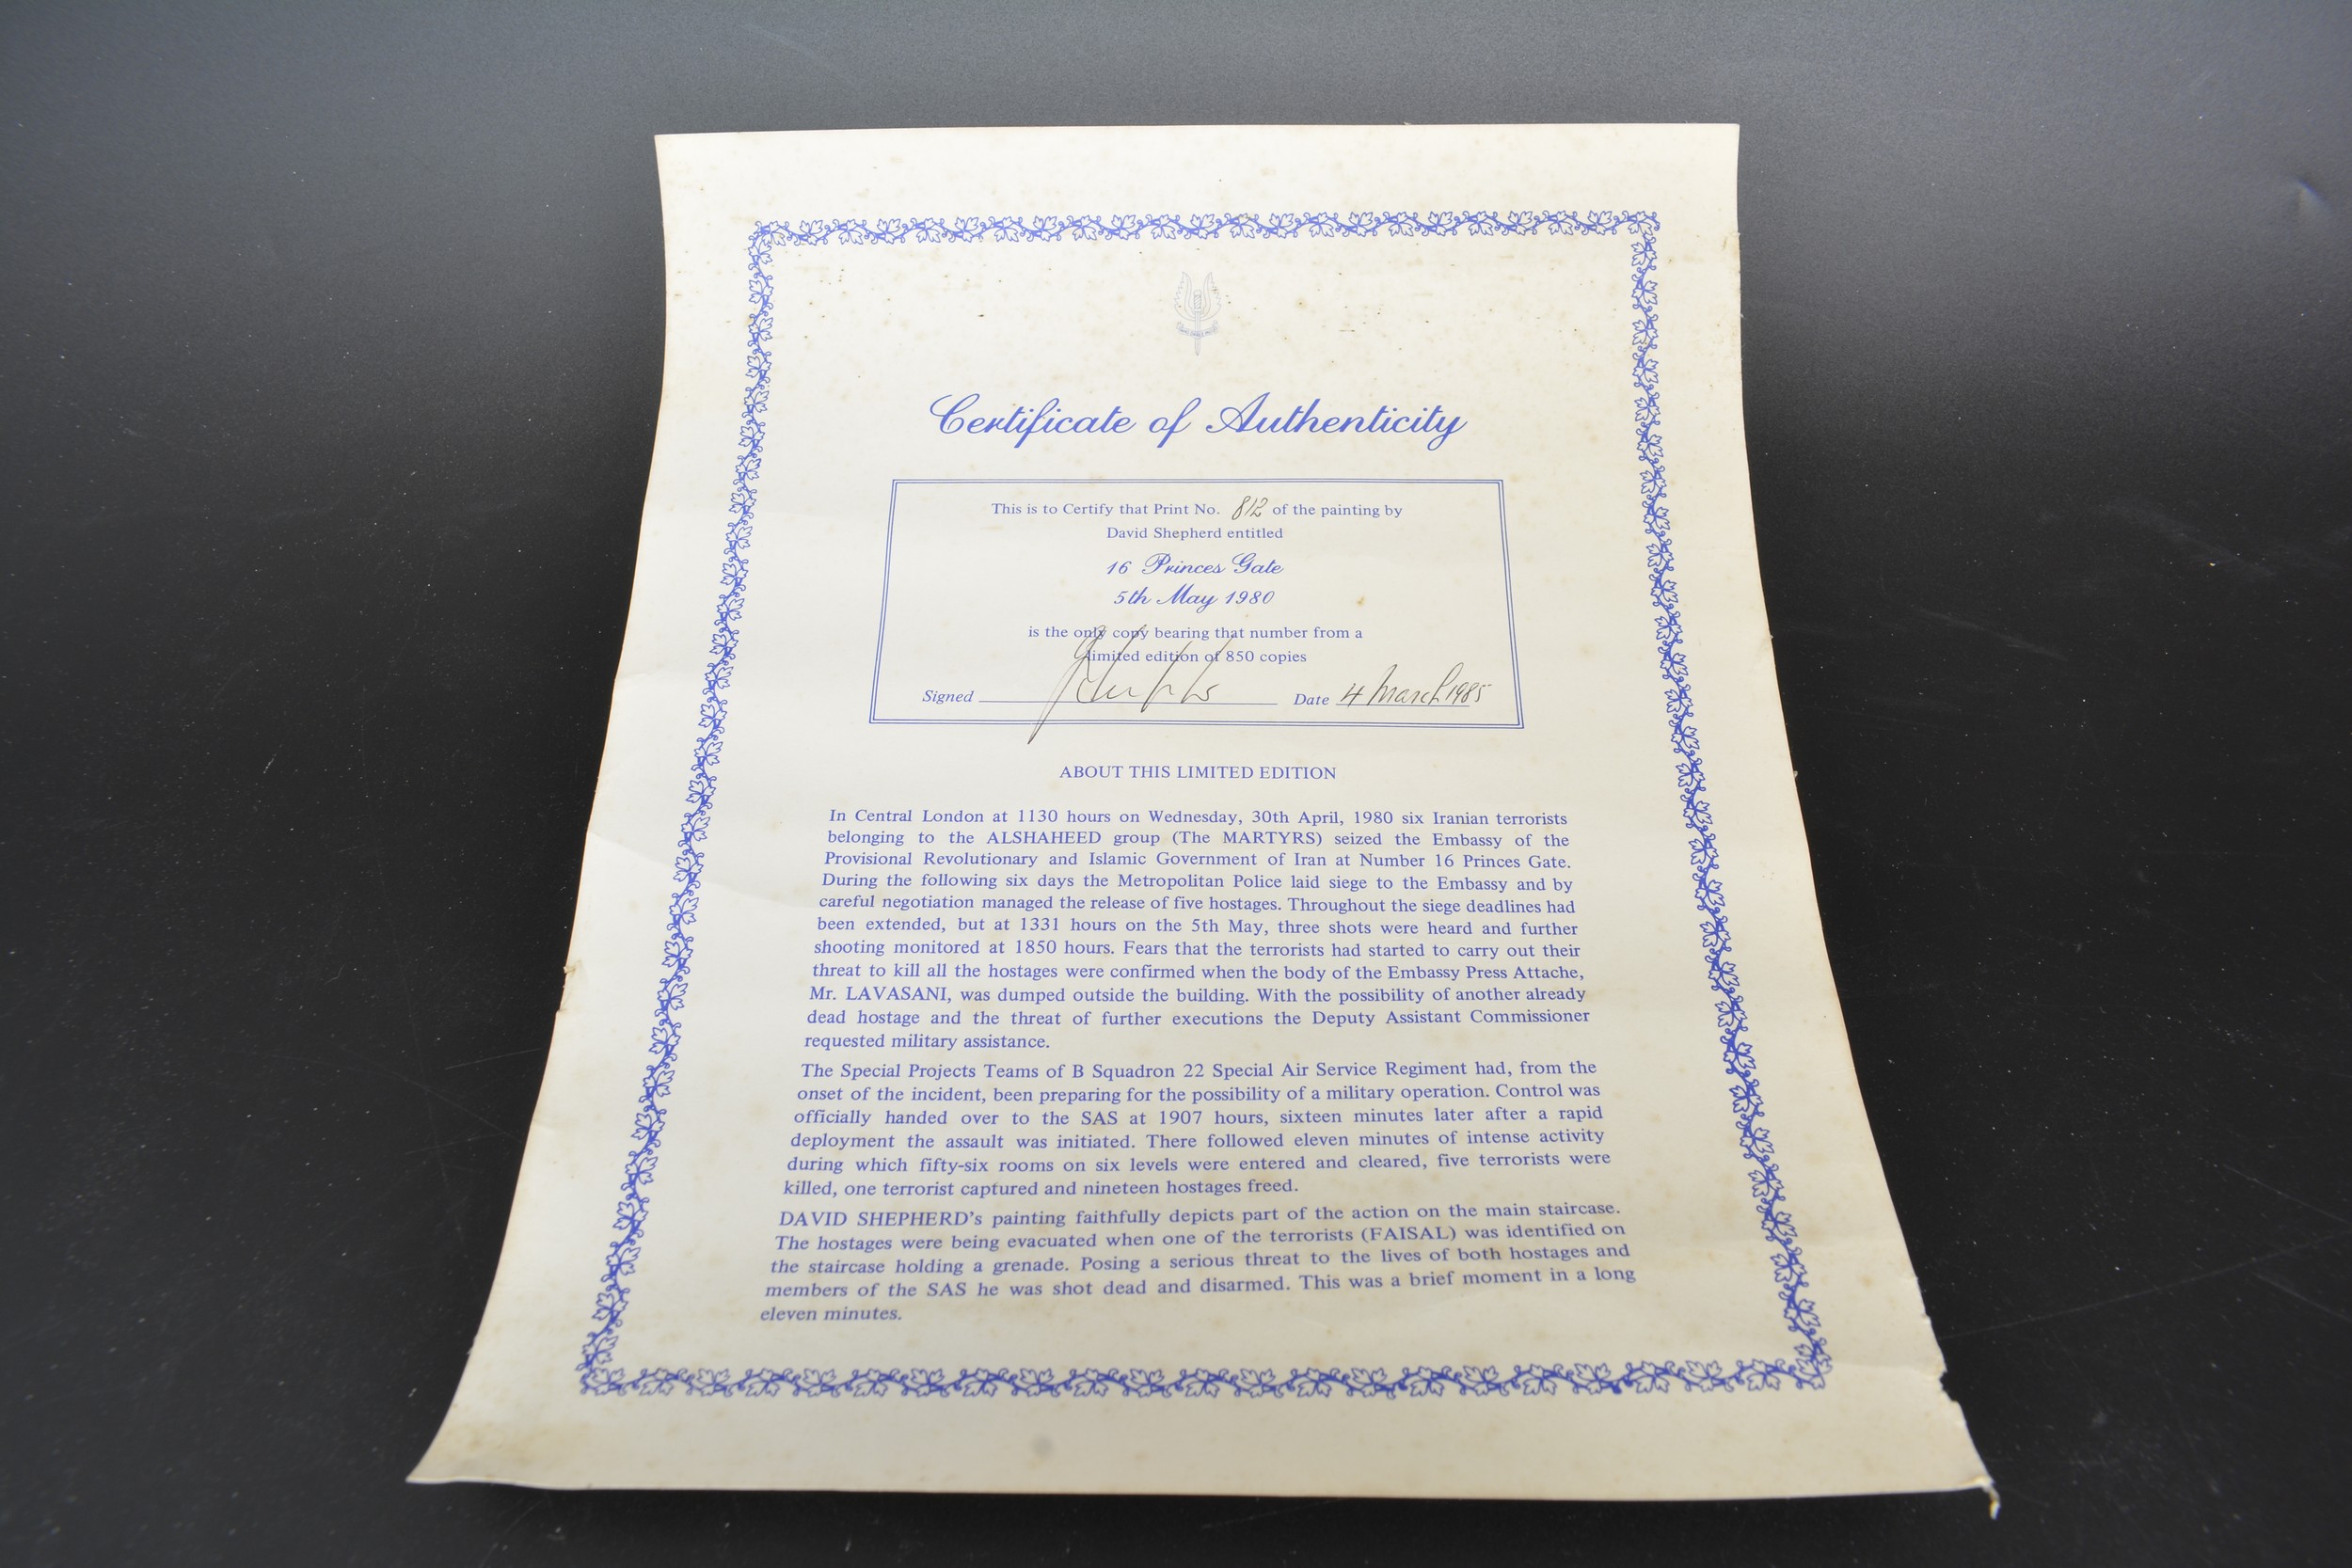 Certificate of Authenticity
This is to Certify that Print No. 812 of the painting by
David Shepherd entitled
16 Princes Gate
5th May 1980
is the only copy bearing that number from a
limited edition of 850 copies
Signed Date 4 March 1985
ABOUT THIS LIMITED EDITION
In Central London at 1130 hours on Wednesday, 30th April, 1980 six Iranian terrorists
belonging to the ALSHAHEED group (The MARTYRS) seized the Embassy of the
Provisional Revolutionary and Islamic Government of Iran at Number 16 Princes Gate.
During the following six days the Metropolitan Police laid siege to the Embassy and by
careful negotiation managed the release of five hostages. Throughout the siege deadlines had
been extended, but at 1331 hours on the 5th May, three shots were heard and further
shooting monitored at 1850 hours. Fears that the terrorists had started to carry out their
threat to kill all the hostages were confirmed when the body of the Embassy Press Attache,
Mr. LAVASANI, was dumped outside the building. With the possibility of another already
dead hostage and the threat of further executions the Deputy Assistant Commissioner
requested military assistance.
The Special Projects Teams of B Squadron 22 Special Air Service Regiment had, from the
onset of the incident, been preparing for the possibility of a military operation. Control was
officially handed over to the SAS at 1907 hours, sixteen minutes later after a rapid
deployment the assault was initiated. There followed eleven minutes of intense activity
during which fifty-six rooms on six levels were entered and cleared, five terrorists were
killed, one terrorist captured and nineteen hostages freed.
DAVID SHEPHERD's painting faithfully depicts part of the action on the main staircase.
The hostages were being evacuated when one of the terrorists (FAISAL) was identified on
the staircase holding a grenade. Posing a serious threat to the lives of both hostages and
members of the SAS he was shot dead and disarmed. This was a brief moment in a long
eleven minutes.